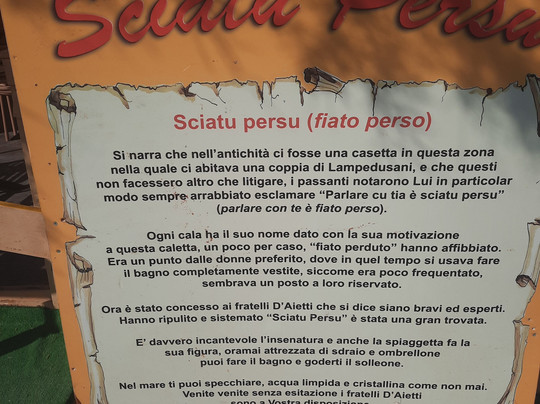 Sciatu Persu
Sciatu persu (fiato perso)
Si narra che nell'antichità ci fosse una casetta in questa zona
nella quale ci abitava una coppia di Lampedusani, e che questi
non facessero altro che litigare, i passanti notarono Lui in particolar
modo sempre arrabbiato esclamare “Parlare cu tia è sciatu persu”
(parlare con te è fiato perso).
Ogni cala ha il suo nome dato con la sua motivazione
a questa caletta, un poco per caso, “fiato perduto” hanno affibbiato.
Era un punto dalle donne preferito, dove in quel tempo si usava fare
il bagno completamente vestite, siccome era poco frequentato,
sembrava un posto a loro riservato.
Ora è stato concesso ai fratelli D'Aietti che si dice siano bravi ed esperti.
Hanno ripulito e sistemato “Sciatu Persu” è stata una gran trovata.
E' davvero incantevole l'insenatura e anche la spiaggetta fa la
sua figura, oramai attrezzata di sdraio e ombrellone
puoi fare il bagno e goderti il solleone.
Nel mare ti puoi specchiare, acqua limpida e cristallina come non mai.
Venite venite senza esitazione i fratelli D'Aietti
sono a Vostra disposizione